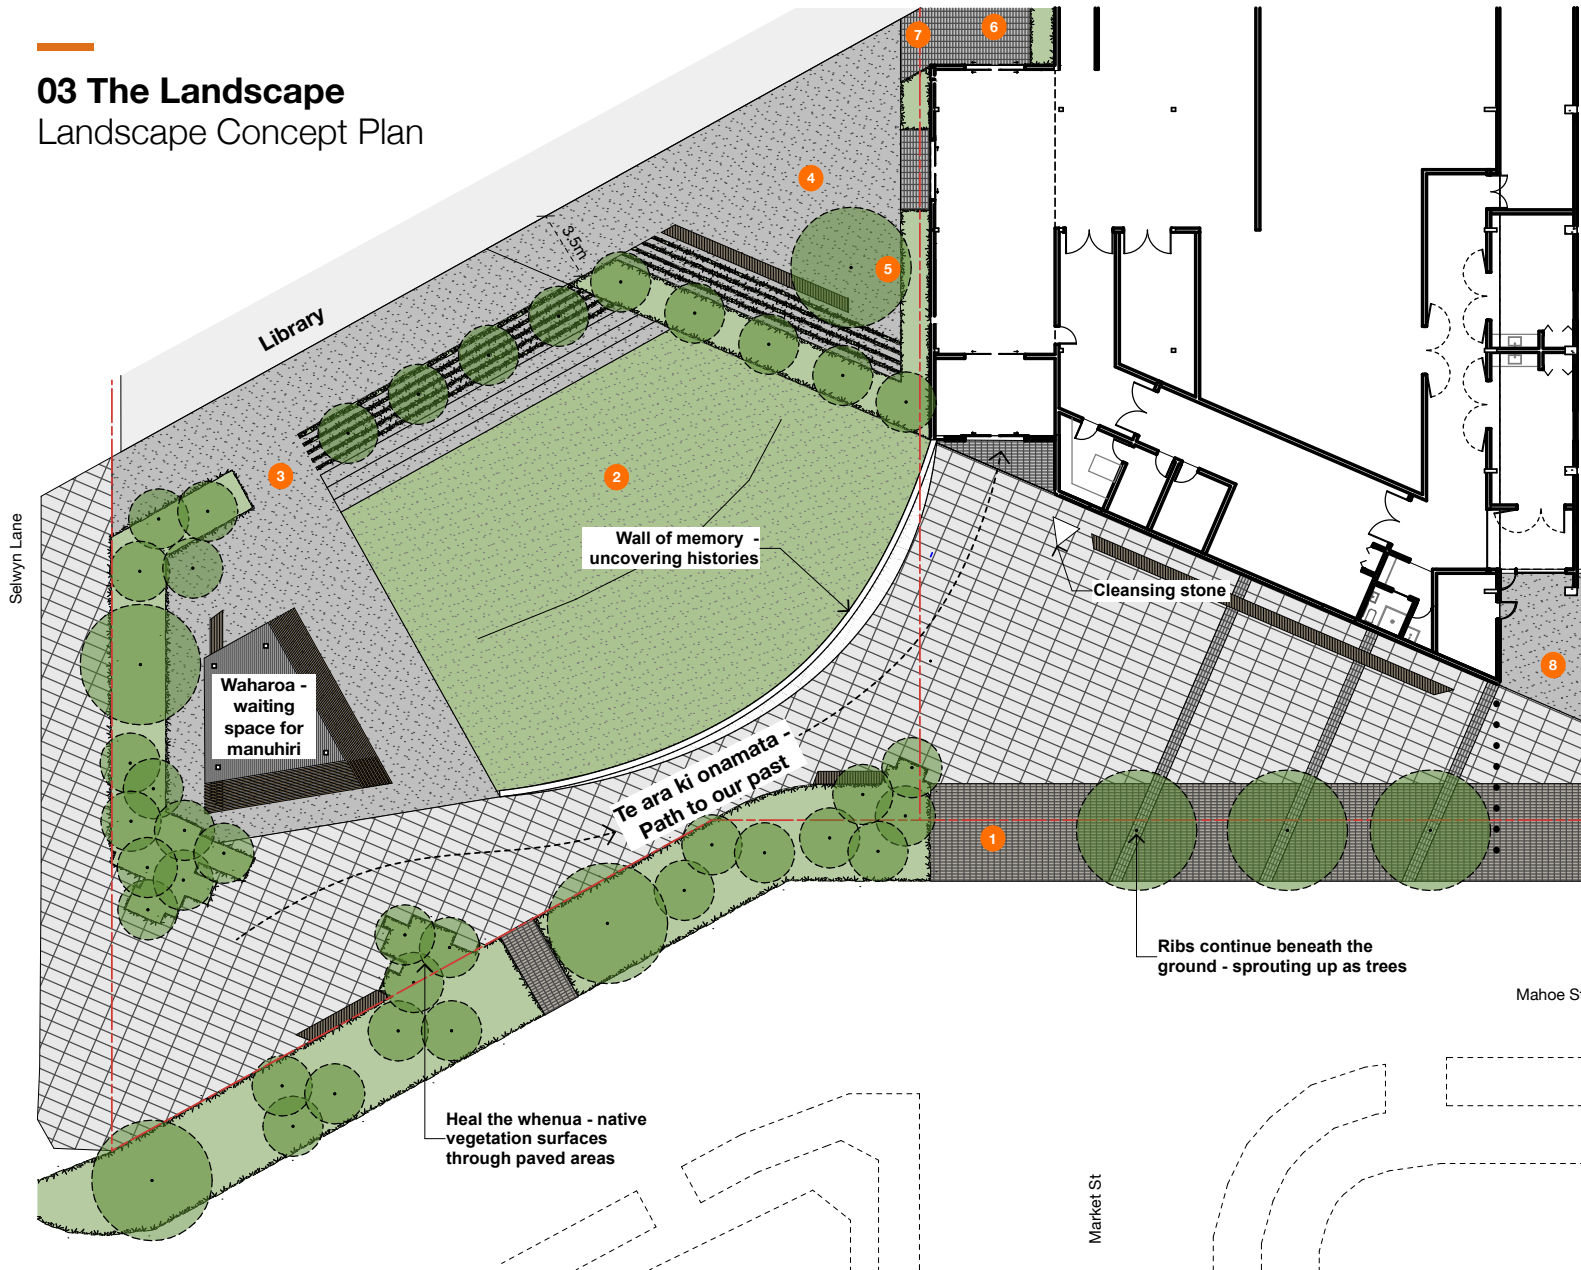 03 The Landscape
Landscape Concept Plan
7
6
4
3.5m
5
Library
3
2
Selwyn Lane
Wall of memory -
uncovering histories
Cleansing stone
8
Waharoa -
waiting
space for
manuhiri
Te ara ki onamata -
Path to our past
1
Ribs continue beneath the
ground - sprouting up as trees
Mahoe St
Heal the whenua - native
vegetation surfaces
through paved areas
Market St